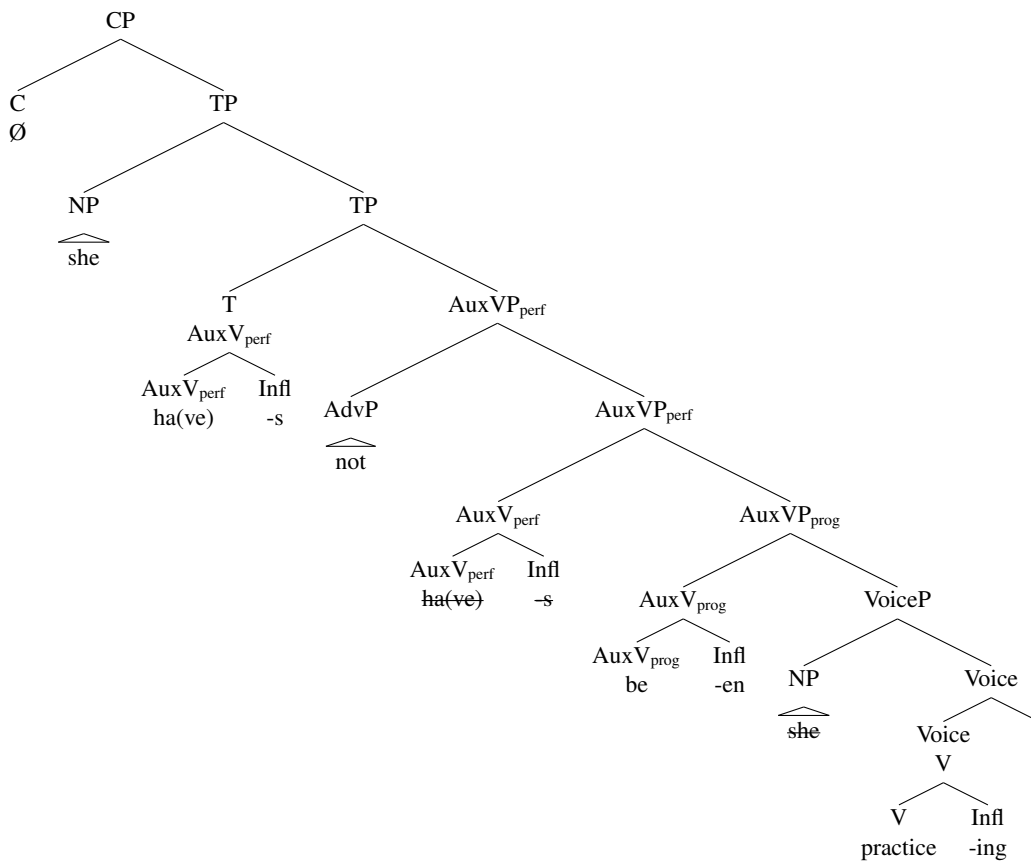 CP
C TP
Ø
NP TP
she
T AuxVPperf
AuxVperf
AuxVperf Infl AdvP AuxVPperf
ha(ve) -s
not
AuxVperf AuxVPprog
AuxVperf Infl
ha(ve) -s AuxVprog VoiceP
AuxVprog Infl NP Voice
be -en
she Voice
V
V Infl
practice -ing